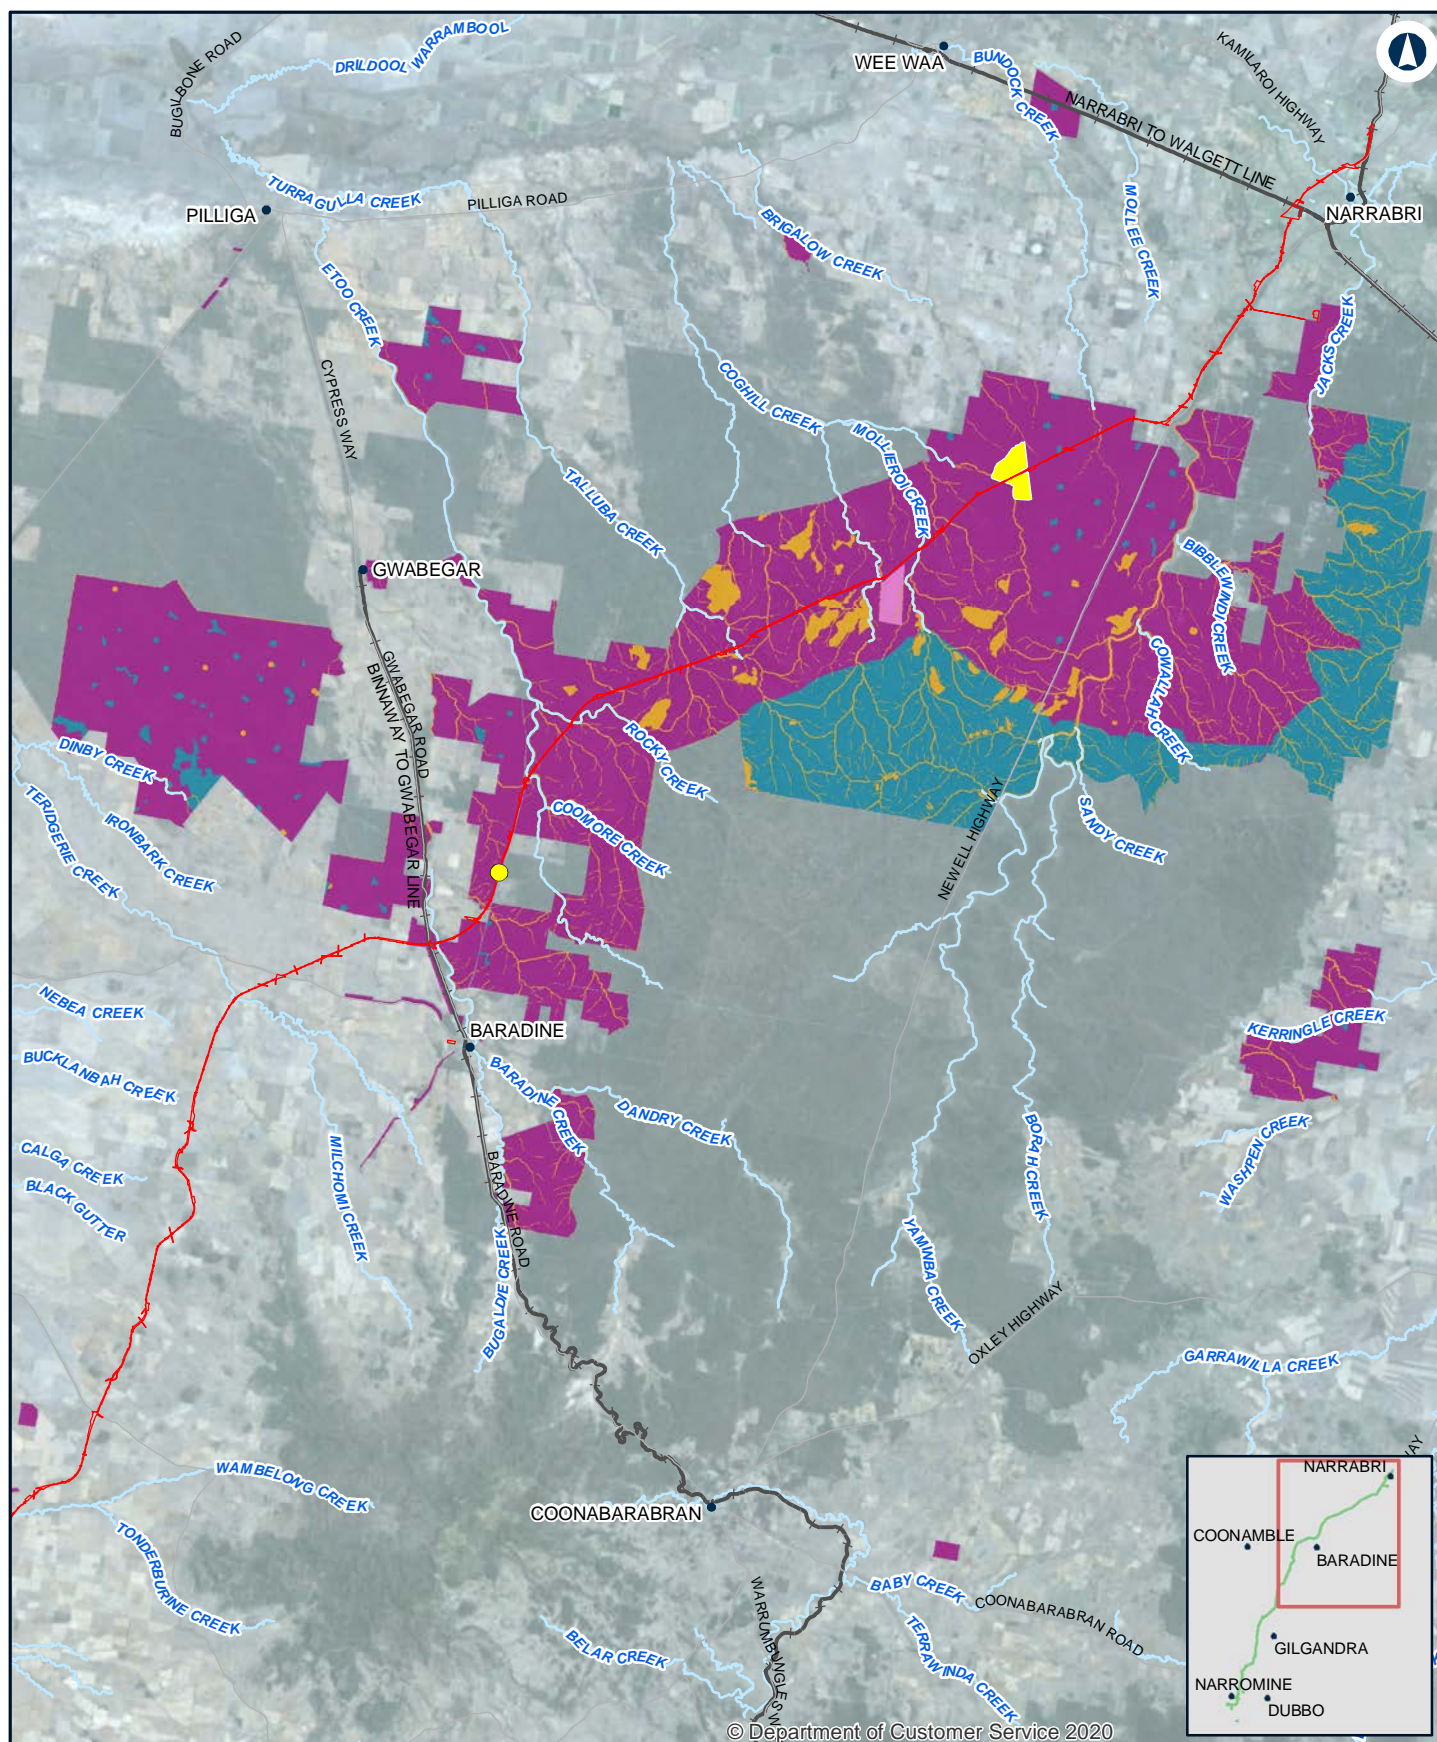 DRILDOOL WARRAMBOOL
BUGILBONE ROAD
WEE WAA
BUNDOCK CREEK
KAMILAROI HIGHWAY
NARRABRI TO WALGETT LINE
TURRAGULLA CREEK
PILLIGA ROAD
PILLIGA
MOLLEE CREEK
NARRABRI
BRIGALOW CREEK
ETOO CREEK
JACKS CREEK
CYPRESS WAY
COGHILL CREEK
MOLLIEROI CREEK
TALLUBA CREEK
GWABEGAR
BIBBLEWINDI CREEK
COWALLAH CREEK
GWABEGAR ROAD
BINNAWAY TO GWABEGAR LINE
DINBY CREEK
ROCKY CREEK
TERIDGERIE CREEK
IRONBARK CREEK
COOMORE CREEK
NEWELL HIGHWAY
SANDY CREEK
NEBEA CREEK
KERRINGLE CREEK
BARADINE
BUCKLANBAH CREEK
BARADINE CREEK
DANDRY CREEK
BORAH CREEK
WASHPEN CREEK
CALGA CREEK
BLACK GUTTER
MILCHOMI CREEK
BARADINE ROAD
BUGALDIE CREEK
YAMINBA CREEK
OXLEY HIGHWAY
GARRAWILLA CREEK
WAMBELONG CREEK
COONABARABRAN
TONDERBURINE CREEK
BABY CREEK
COONABARABRAN ROAD
WARRUMBUNGLES W
BELAR CREEK
TERRAWINDA CREEK
© Department of Customer Service 2020
WAY
NARRABRI
COONAMBLE
BARADINE
GILGANDRA
NARROMINE
DUBBO